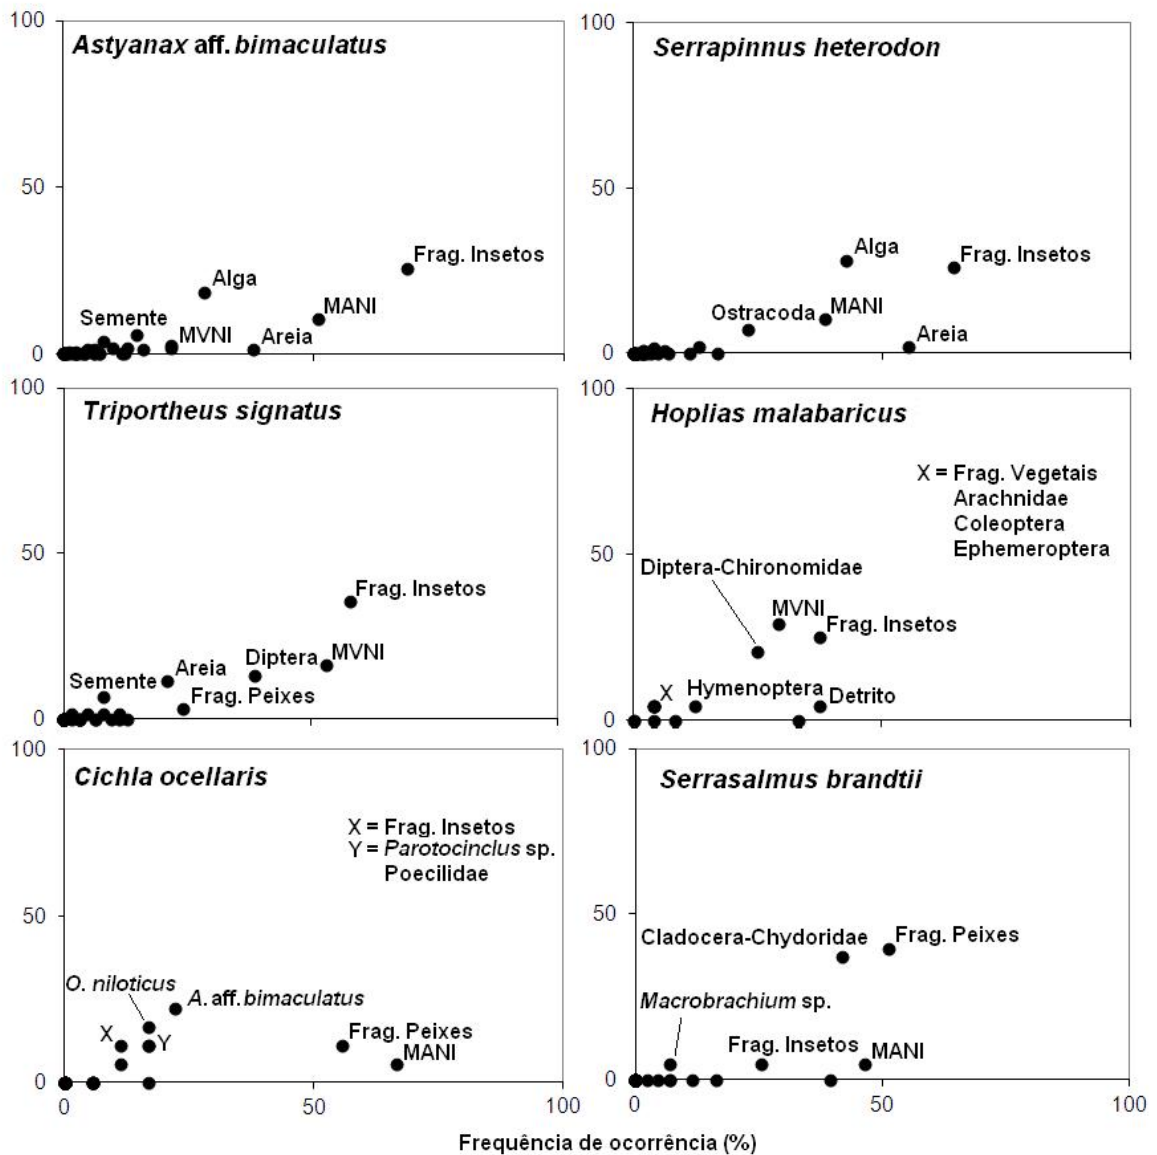 100
50
0
Astyanax aff. bimaculatus
Frag. Insetos
Alga
MANI
Semente
MVNI
Areia
100
50
0
Serrapinnus heterodon
Alga
Frag. Insetos
Ostracoda
MANI
Areia
100
50
0
Triportheus signatus
Frag. Insetos
Diptera
MVNI
Areia
Semente
Frag. Peixes
100
50
0
Hoplias malabaricus
X = Frag. Vegetais
Arachnidae
Coleoptera
Ephemeroptera
Diptera-Chironomidae
MVNI
Frag. Insetos
X
Hymenoptera
Detrito
100
50
0
Cichla ocellaris
X = Frag. Insetos
Y = Parotocinclus sp.
Poecilidae
O. niloticus
A. aff. bimaculatus
X
Y
Frag. Peixes
MANI
0
50
100
100
50
0
Serrasalmus brandtii
Cladocera-Chydoridae
Frag. Peixes
Macrobrachium sp.
Frag. Insetos
MANI
0
50
100
Frequência de ocorrência (%)